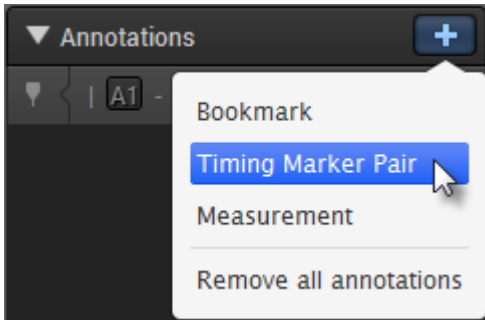 Annotations
| A1 -
Bookmark
Timing Marker Pair
Measurement
Remove all annotations